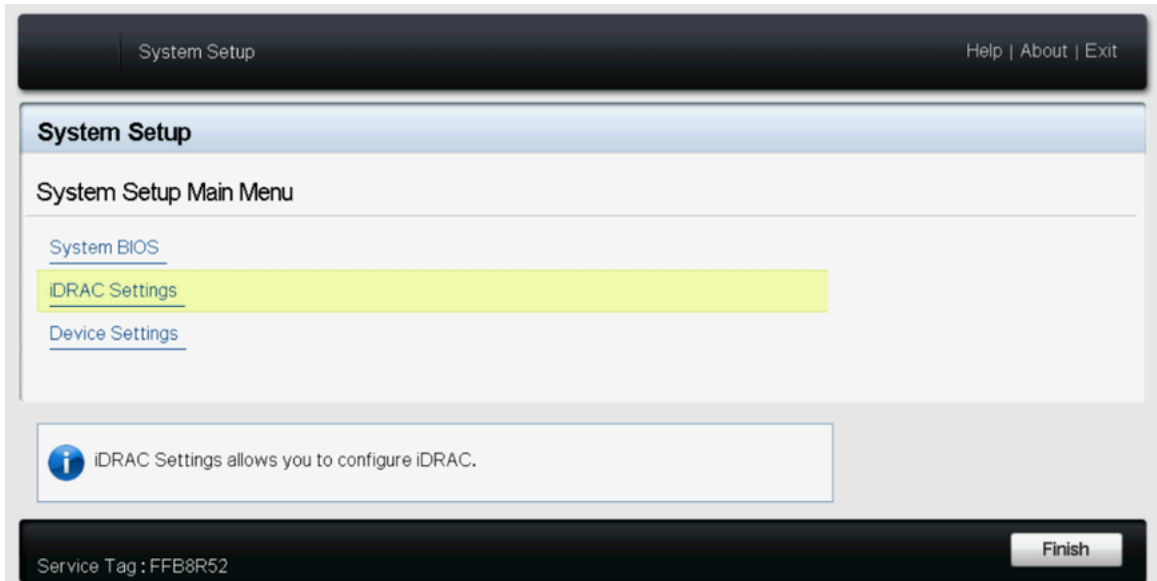 System Setup Help | About | Exit
System Setup
System Setup Main Menu
System BIOS
iDRAC Settings
Device Settings
iDRAC Settings allows you to configure iDRAC.
Service Tag : FFB8R52 Finish